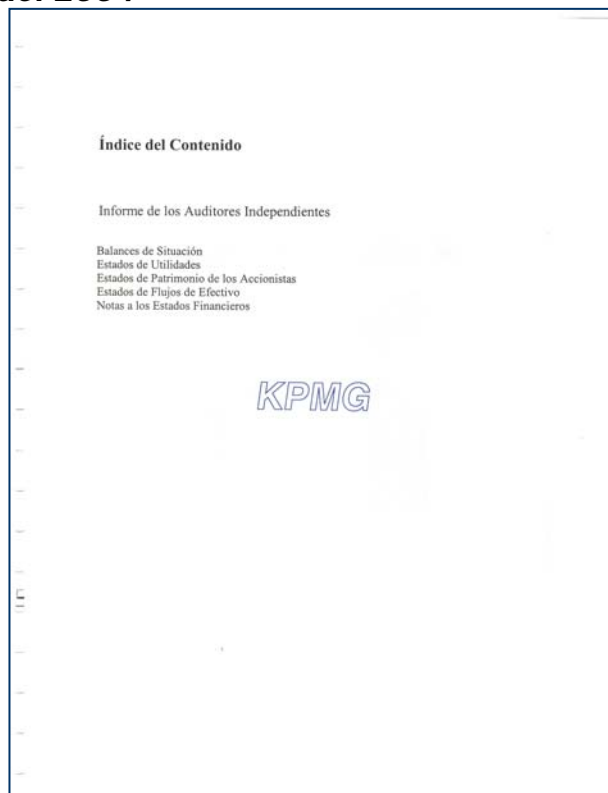 Índice del Contenido
Informe de los Auditores Independientes
Balances de Situación
Estados de Utilidades
Estados de Patrimonio de los Accionistas
Estados de Flujos de Efectivo
Notas a los Estados Financieros
KPMG